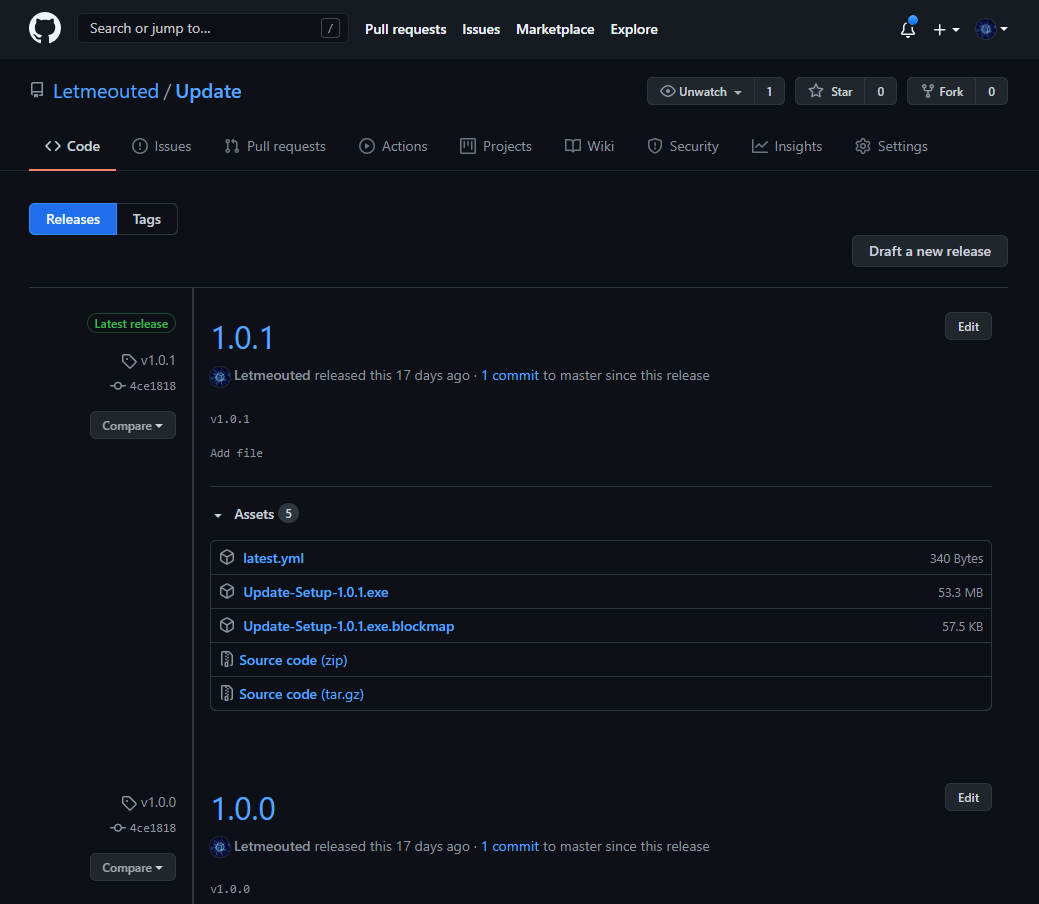 Search or jump to... /
Pull requests Issues Marketplace Explore
Letmeouted / Update
Unwatch 1 Star 0 Fork 0
Code Issues Pull requests Actions Projects Wiki Security Insights Settings
Releases Tags
Draft a new release
Latest release
v1.0.1
4ce1818
Compare
1.0.1
Edit
Letmeouted released this 17 days ago · 1 commit to master since this release
v1.0.1
Add file
Assets 5
latest.yml 340 Bytes
Update-Setup-1.0.1.exe 53.3 MB
Update-Setup-1.0.1.exe.blockmap 57.5 KB
Source code (zip)
Source code (tar.gz)
v1.0.0
4ce1818
Compare
1.0.0
Edit
Letmeouted released this 17 days ago · 1 commit to master since this release
v1.0.0